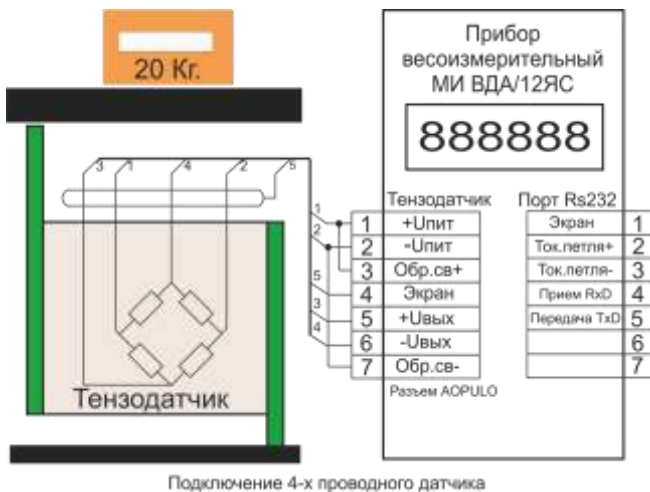 20 Кг.
Прибор
весоизмерительный
МИ ВДА/12ЯС
888888
3 1 4 2 5
Тензодатчик
Тензодатчик Порт Rs232
1 1 +Uпит Экран 1
2 2 -Uпит Ток.петля+ 2
3 Обр.св+ Ток.петля- 3
5 4 Экран Прием RxD 4
3 5 +Uвых Передача TxD 5
4 6 -Uвых 6
7 Обр.св- 7
Разъем AOPULO
Подключение 4-х проводного датчика